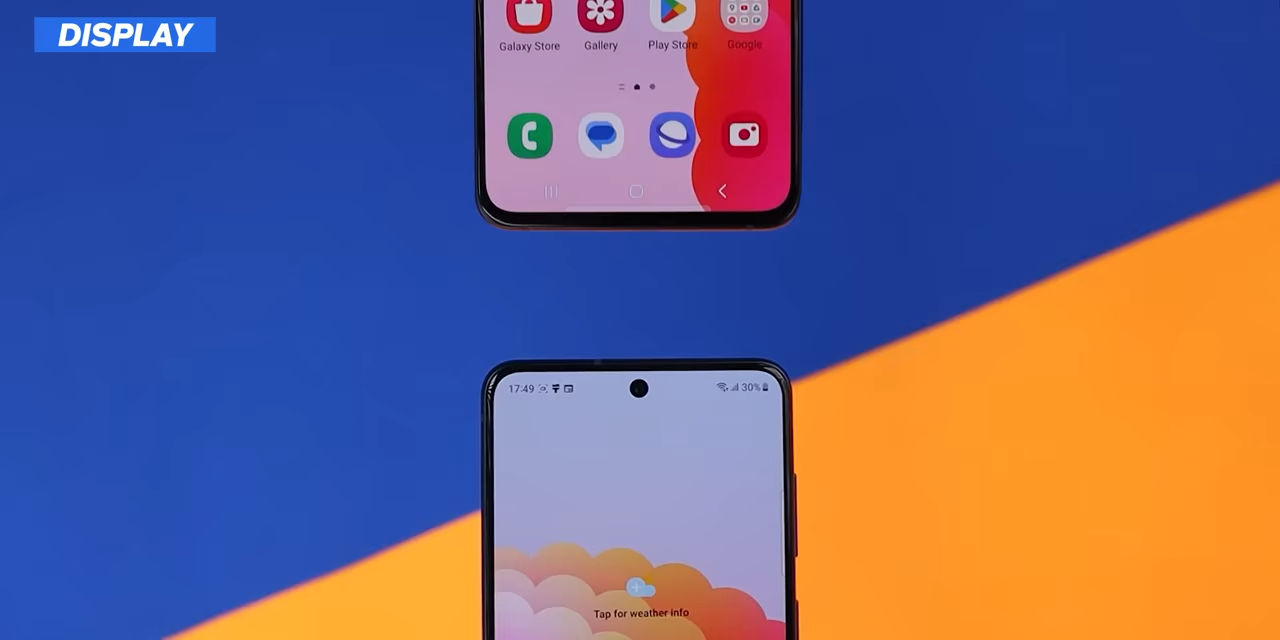 DISPLAY
Galaxy Store
Gallery
Play Store
Google
17:49
30%
Tap for weather info